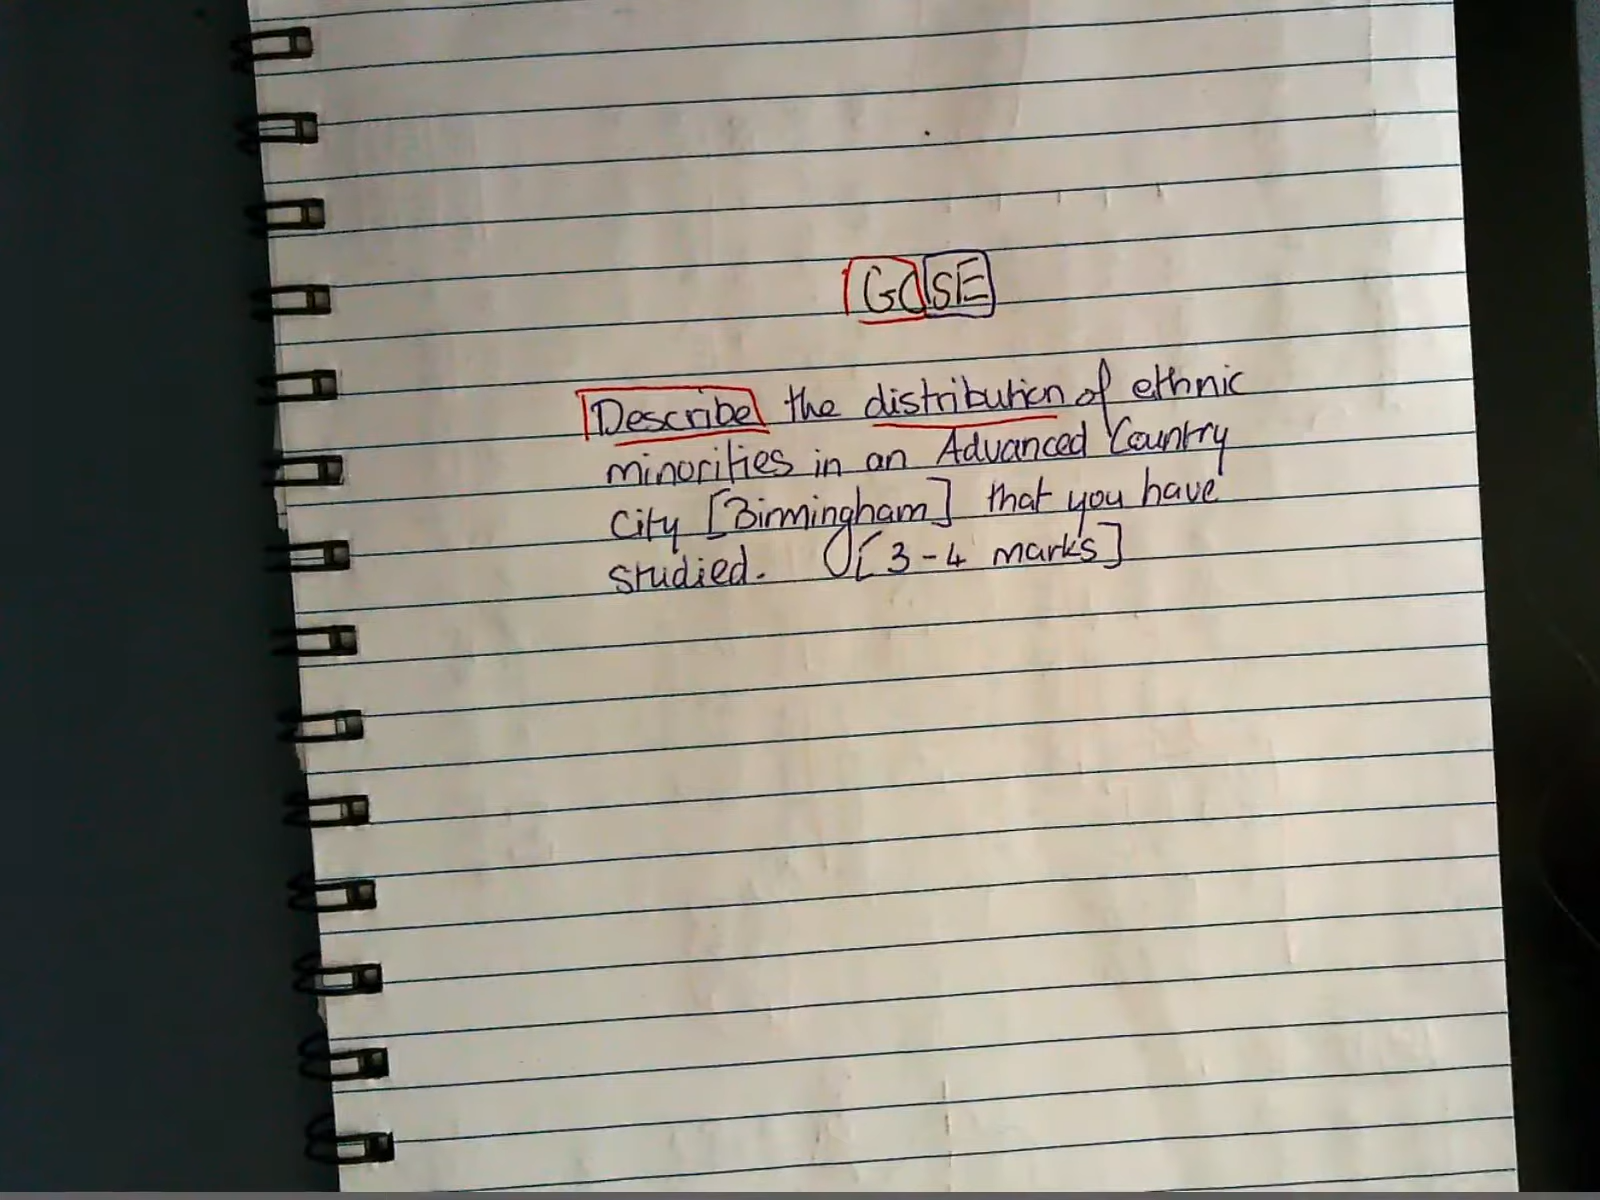 GCSE
Describe the distribution of ethnic
minorities in an Advanced Country
City [Birmingham] that you have
studied. [3-4 marks]